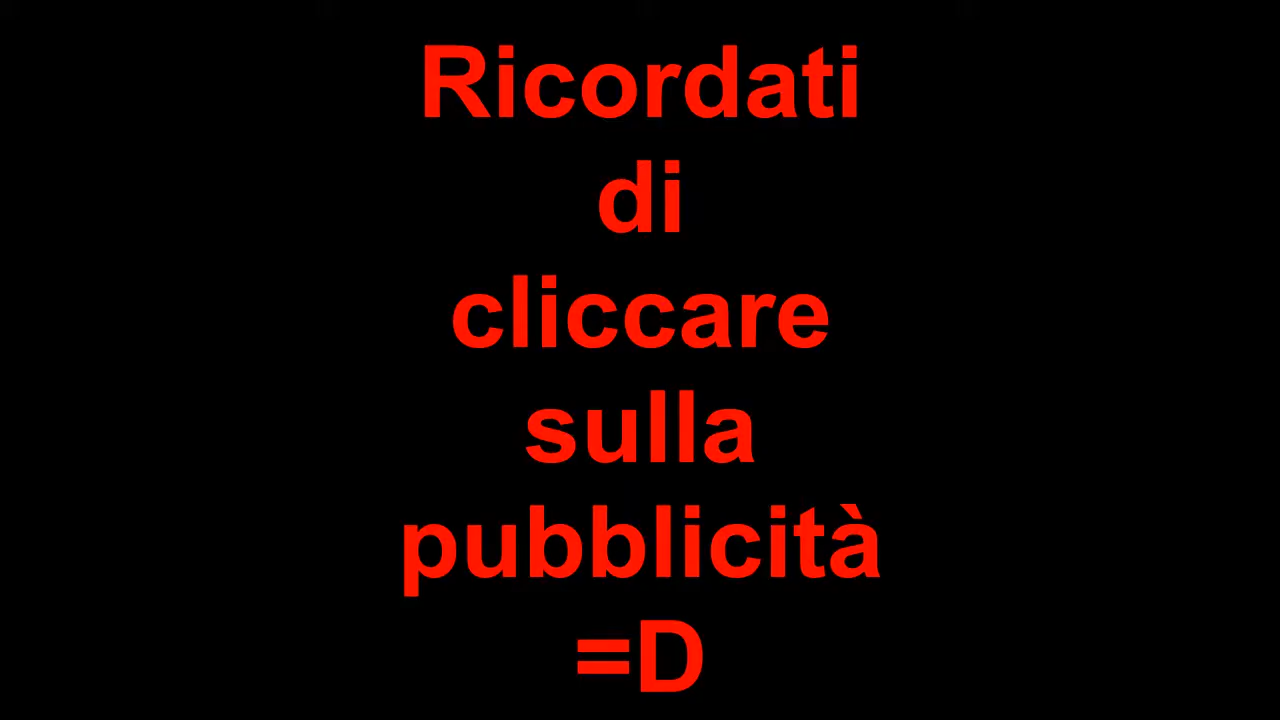 Ricordati
di
cliccare
sulla
pubblicità
=D